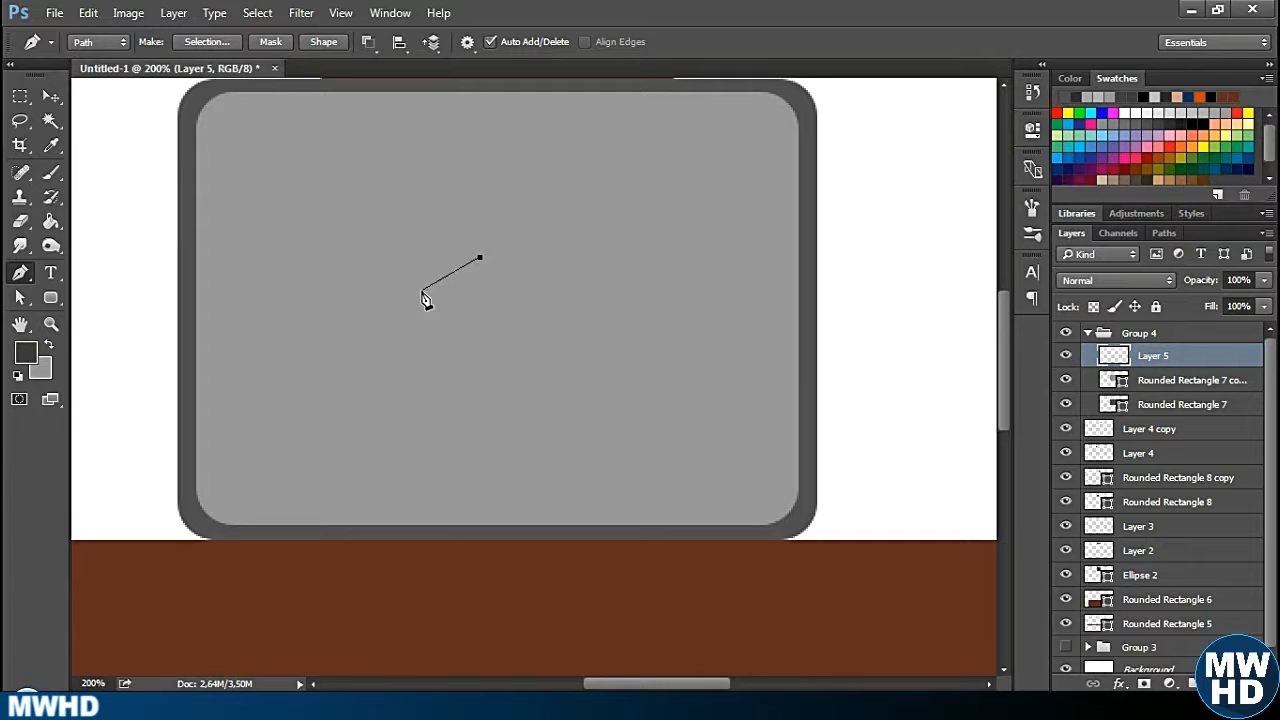 Ps File Edit Image Layer Type Select Filter 3D View Window Help
Path Make: Selection... Mask Shape Auto Add/Delete Align Edges Essentials
Untitled-1 @ 200% (Layer 5, RGB/8) * ×
Color Swatches
Libraries Adjustments Styles
Layers Channels Paths
Kind
Normal Opacity: 100%
Lock: Fill: 100%
Group 4
Layer 5
Rounded Rectangle 7 co...
Rounded Rectangle 7
Layer 4 copy
Layer 4
Rounded Rectangle 8 copy
Rounded Rectangle 8
Layer 3
Layer 2
Ellipse 2
Rounded Rectangle 6
Rounded Rectangle 5
Group 3
Background
200% Doc: 2,64M/3,50M
fx
MWHD
MW
HD